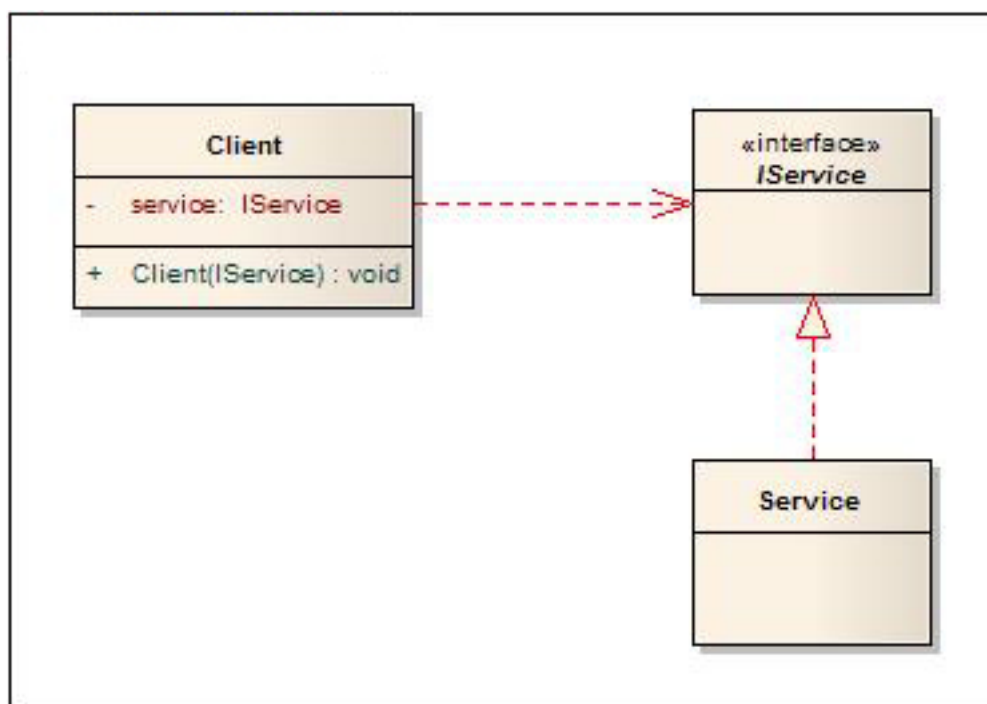 Client
- service: IService
+ Client(IService) : void
«interface»
IService
Service